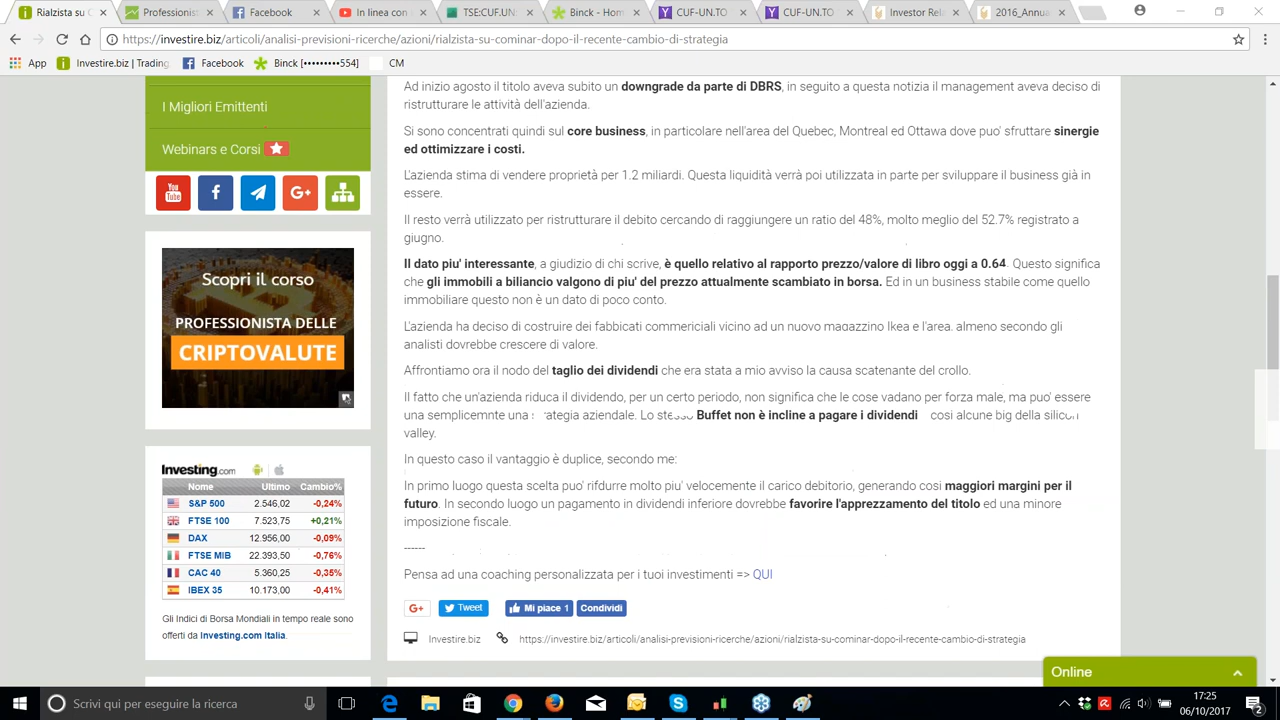 Rialzista su C
Professionist
Facebook
In linea con
TSE:CUF.UN
Binck - Hom
CUF-UN.TO
CUF-UN.TO
Investor Rela
2016_Annua
https://investire.biz/articoli/analisi-previsioni-ricerche/azioni/rialzista-su-cominar-dopo-il-recente-cambio-di-strategia
App
Investire.biz | Trading
Facebook
Binck [•••••••••554]
CM
I Migliori Emittenti
Webinars e Corsi
You Tube
G+
Scopri il corso
PROFESSIONISTA DELLE
CRIPTOVALUTE
Investing.com
Nome Ultimo Cambio%
S&P 500 2.546,02 -0,24%
FTSE 100 7.523,75 +0,21%
DAX 12.956,00 -0,09%
FTSE MIB 22.393,50 -0,76%
CAC 40 5.360,25 -0,35%
IBEX 35 10.173,00 -0,41%
Gli Indici di Borsa Mondiali in tempo reale sono
offerti da Investing.com Italia.
Ad inizio agosto il titolo aveva subito un downgrade da parte di DBRS, in seguito a questa notizia il management aveva deciso di
ristrutturare le attività dell'azienda.
Si sono concentrati quindi sul core business, in particolare nell'area del Quebec, Montreal ed Ottawa dove puo' sfruttare sinergie
ed ottimizzare i costi.
L'azienda stima di vendere proprietà per 1.2 miliardi. Questa liquidità verrà poi utilizzata in parte per sviluppare il business già in
essere.
Il resto verrà utilizzato per ristrutturare il debito cercando di raggiungere un ratio del 48%, molto meglio del 52.7% registrato a
giugno.
Il dato piu' interessante, a giudizio di chi scrive, è quello relativo al rapporto prezzo/valore di libro oggi a 0.64. Questo significa
che gli immobili a biliancio valgono di piu' del prezzo attualmente scambiato in borsa. Ed in un business stabile come quello
immobiliare questo non è un dato di poco conto.
L'azienda ha deciso di costruire dei fabbicati commericiali vicino ad un nuovo magazzino Ikea e l'area. almeno secondo gli
analisti dovrebbe crescere di valore.
Affrontiamo ora il nodo del taglio dei dividendi che era stata a mio avviso la causa scatenante del crollo.
Il fatto che un'azienda riduca il dividendo, per un certo periodo, non significa che le cose vadano per forza male, ma puo' essere
una semplicemnte una s rategia aziendale. Lo stesso Buffet non è incline a pagare i dividendi cosi alcune big della silicon
valley.
In questo caso il vantaggio è duplice, secondo me:
In primo luogo questa scelta puo' rifdurre molto piu' velocemente il carico debitorio, generando cosi maggiori margini per il
futuro. In secondo luogo un pagamento in dividendi inferiore dovrebbe favorire l'apprezzamento del titolo ed una minore
imposizione fiscale.
------
Pensa ad una coaching personalizzata per i tuoi investimenti => QUI
G+ Tweet Mi piace 1 Condividi
Investire.biz https://investire.biz/articoli/analisi-previsioni-ricerche/azioni/rialzista-su-cominar-dopo-il-recente-cambio-di-strategia
Online
Scrivi qui per eseguire la ricerca
17:25
06/10/2017
2